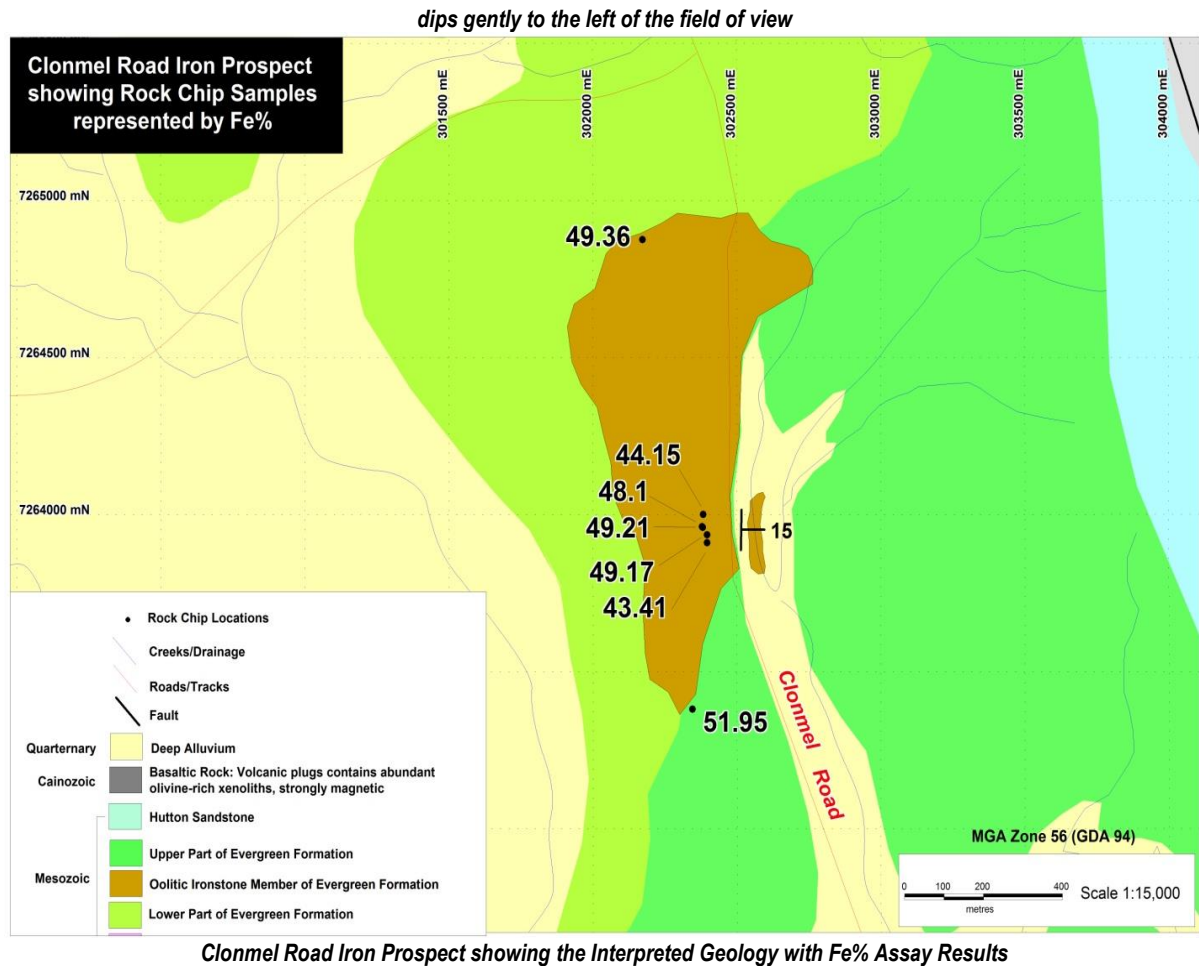 dips gently to the left of the field of view
Clonmel Road Iron Prospect
showing Rock Chip Samples
represented by Fe%
301500 mE
302000 mE
302500 mE
303000 mE
303500 mE
304000 mE
7265000 mN
49.36
7264500 mN
44.15
48.1
7264000 mN
49.21
15
49.17
43.41
51.95
Clonmel Road
Rock Chip Locations
Creeks/Drainage
Roads/Tracks
Fault
Quarternary
Deep Alluvium
Cainozoic
Basaltic Rock: Volcanic plugs contains abundant
olivine-rich xenoliths, strongly magnetic
Hutton Sandstone
Upper Part of Evergreen Formation
Mesozoic
Oolitic Ironstone Member of Evergreen Formation
Lower Part of Evergreen Formation
MGA Zone 56 (GDA 94)
0 100 200 400
metres
Scale 1:15,000
Clonmel Road Iron Prospect showing the Interpreted Geology with Fe% Assay Results